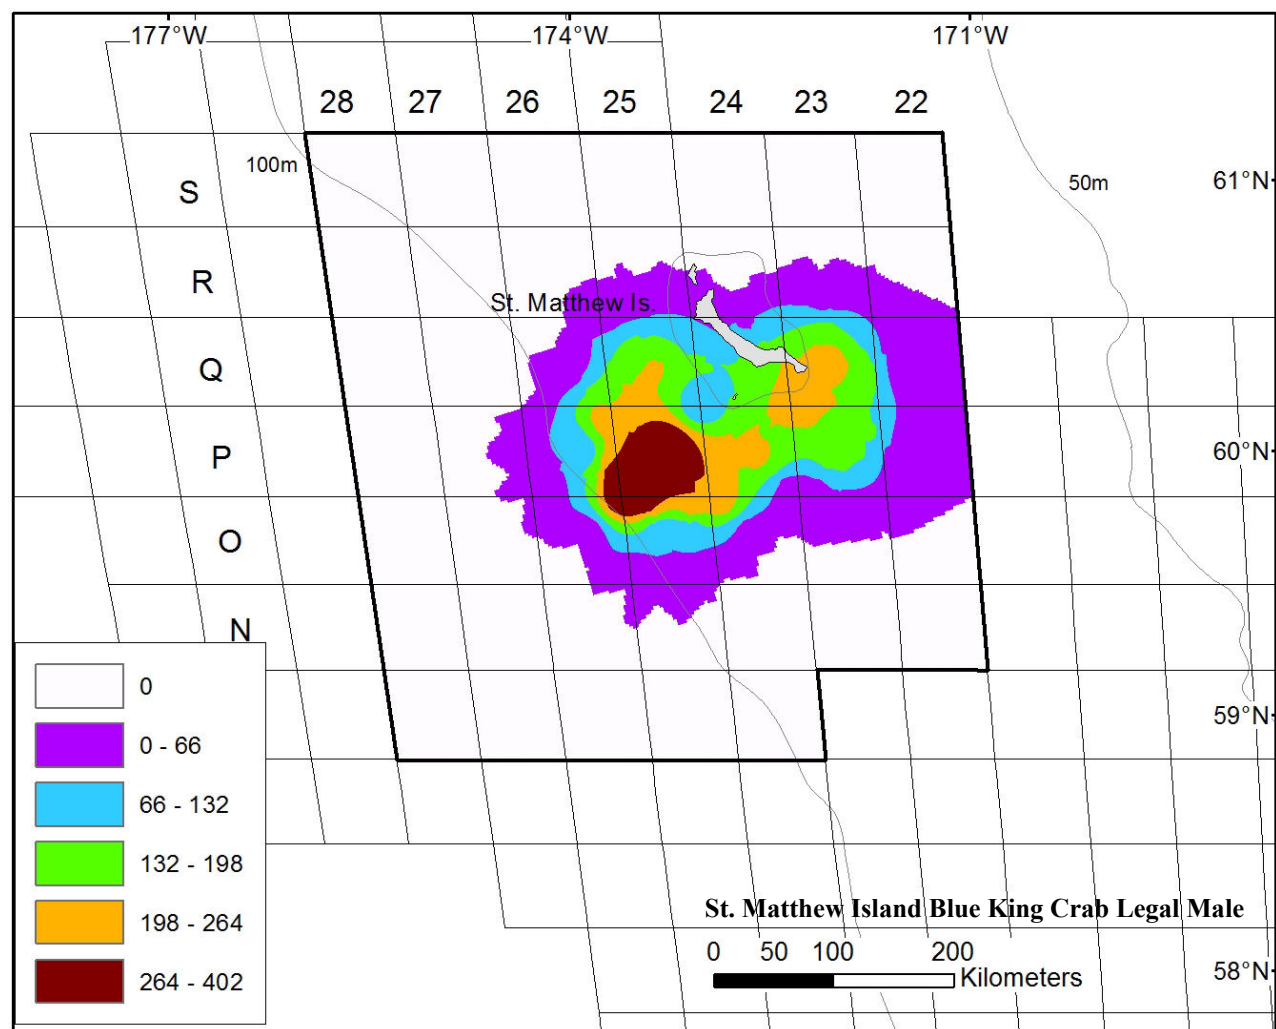 177°W 174°W 171°W
28 27 26 25 24 23 22
100m
50m
61°N
S
R
St. Matthew Is.
Q
P
60°N
O
N
0
0 - 66
59°N
66 - 132
132 - 198
198 - 264
St. Matthew Island Blue King Crab Legal Male
0 50 100 200
Kilometers
58°N
264 - 402